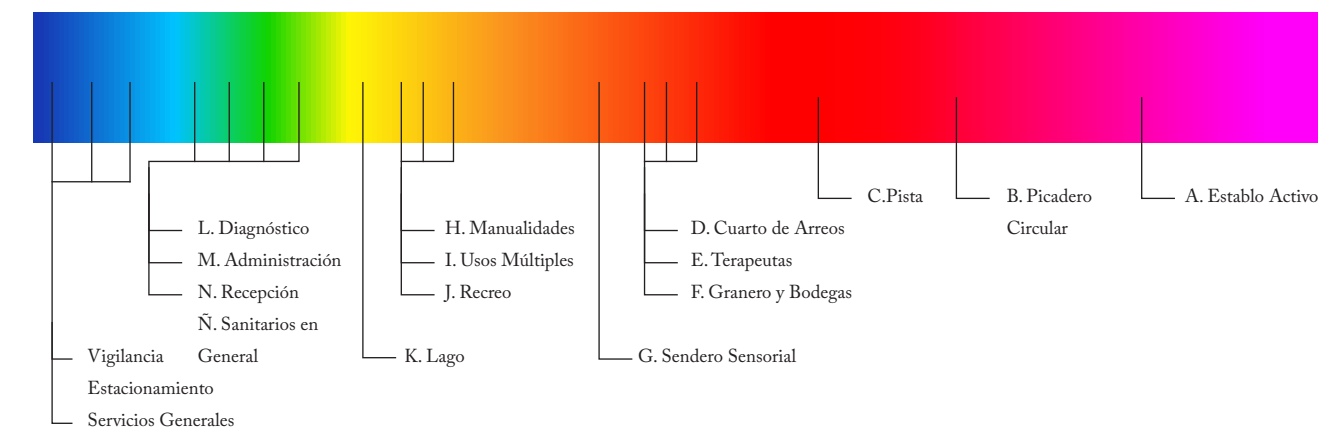 C.Pista
B. Picadero
Circular
A. Establo Activo
L. Diagnóstico
M. Administración
N. Recepción
Ñ. Sanitarios en
General
H. Manualidades
I. Usos Múltiples
J. Recreo
D. Cuarto de Arreos
E. Terapeutas
F. Granero y Bodegas
Vigilancia
Estacionamiento
Servicios Generales
K. Lago
G. Sendero Sensorial